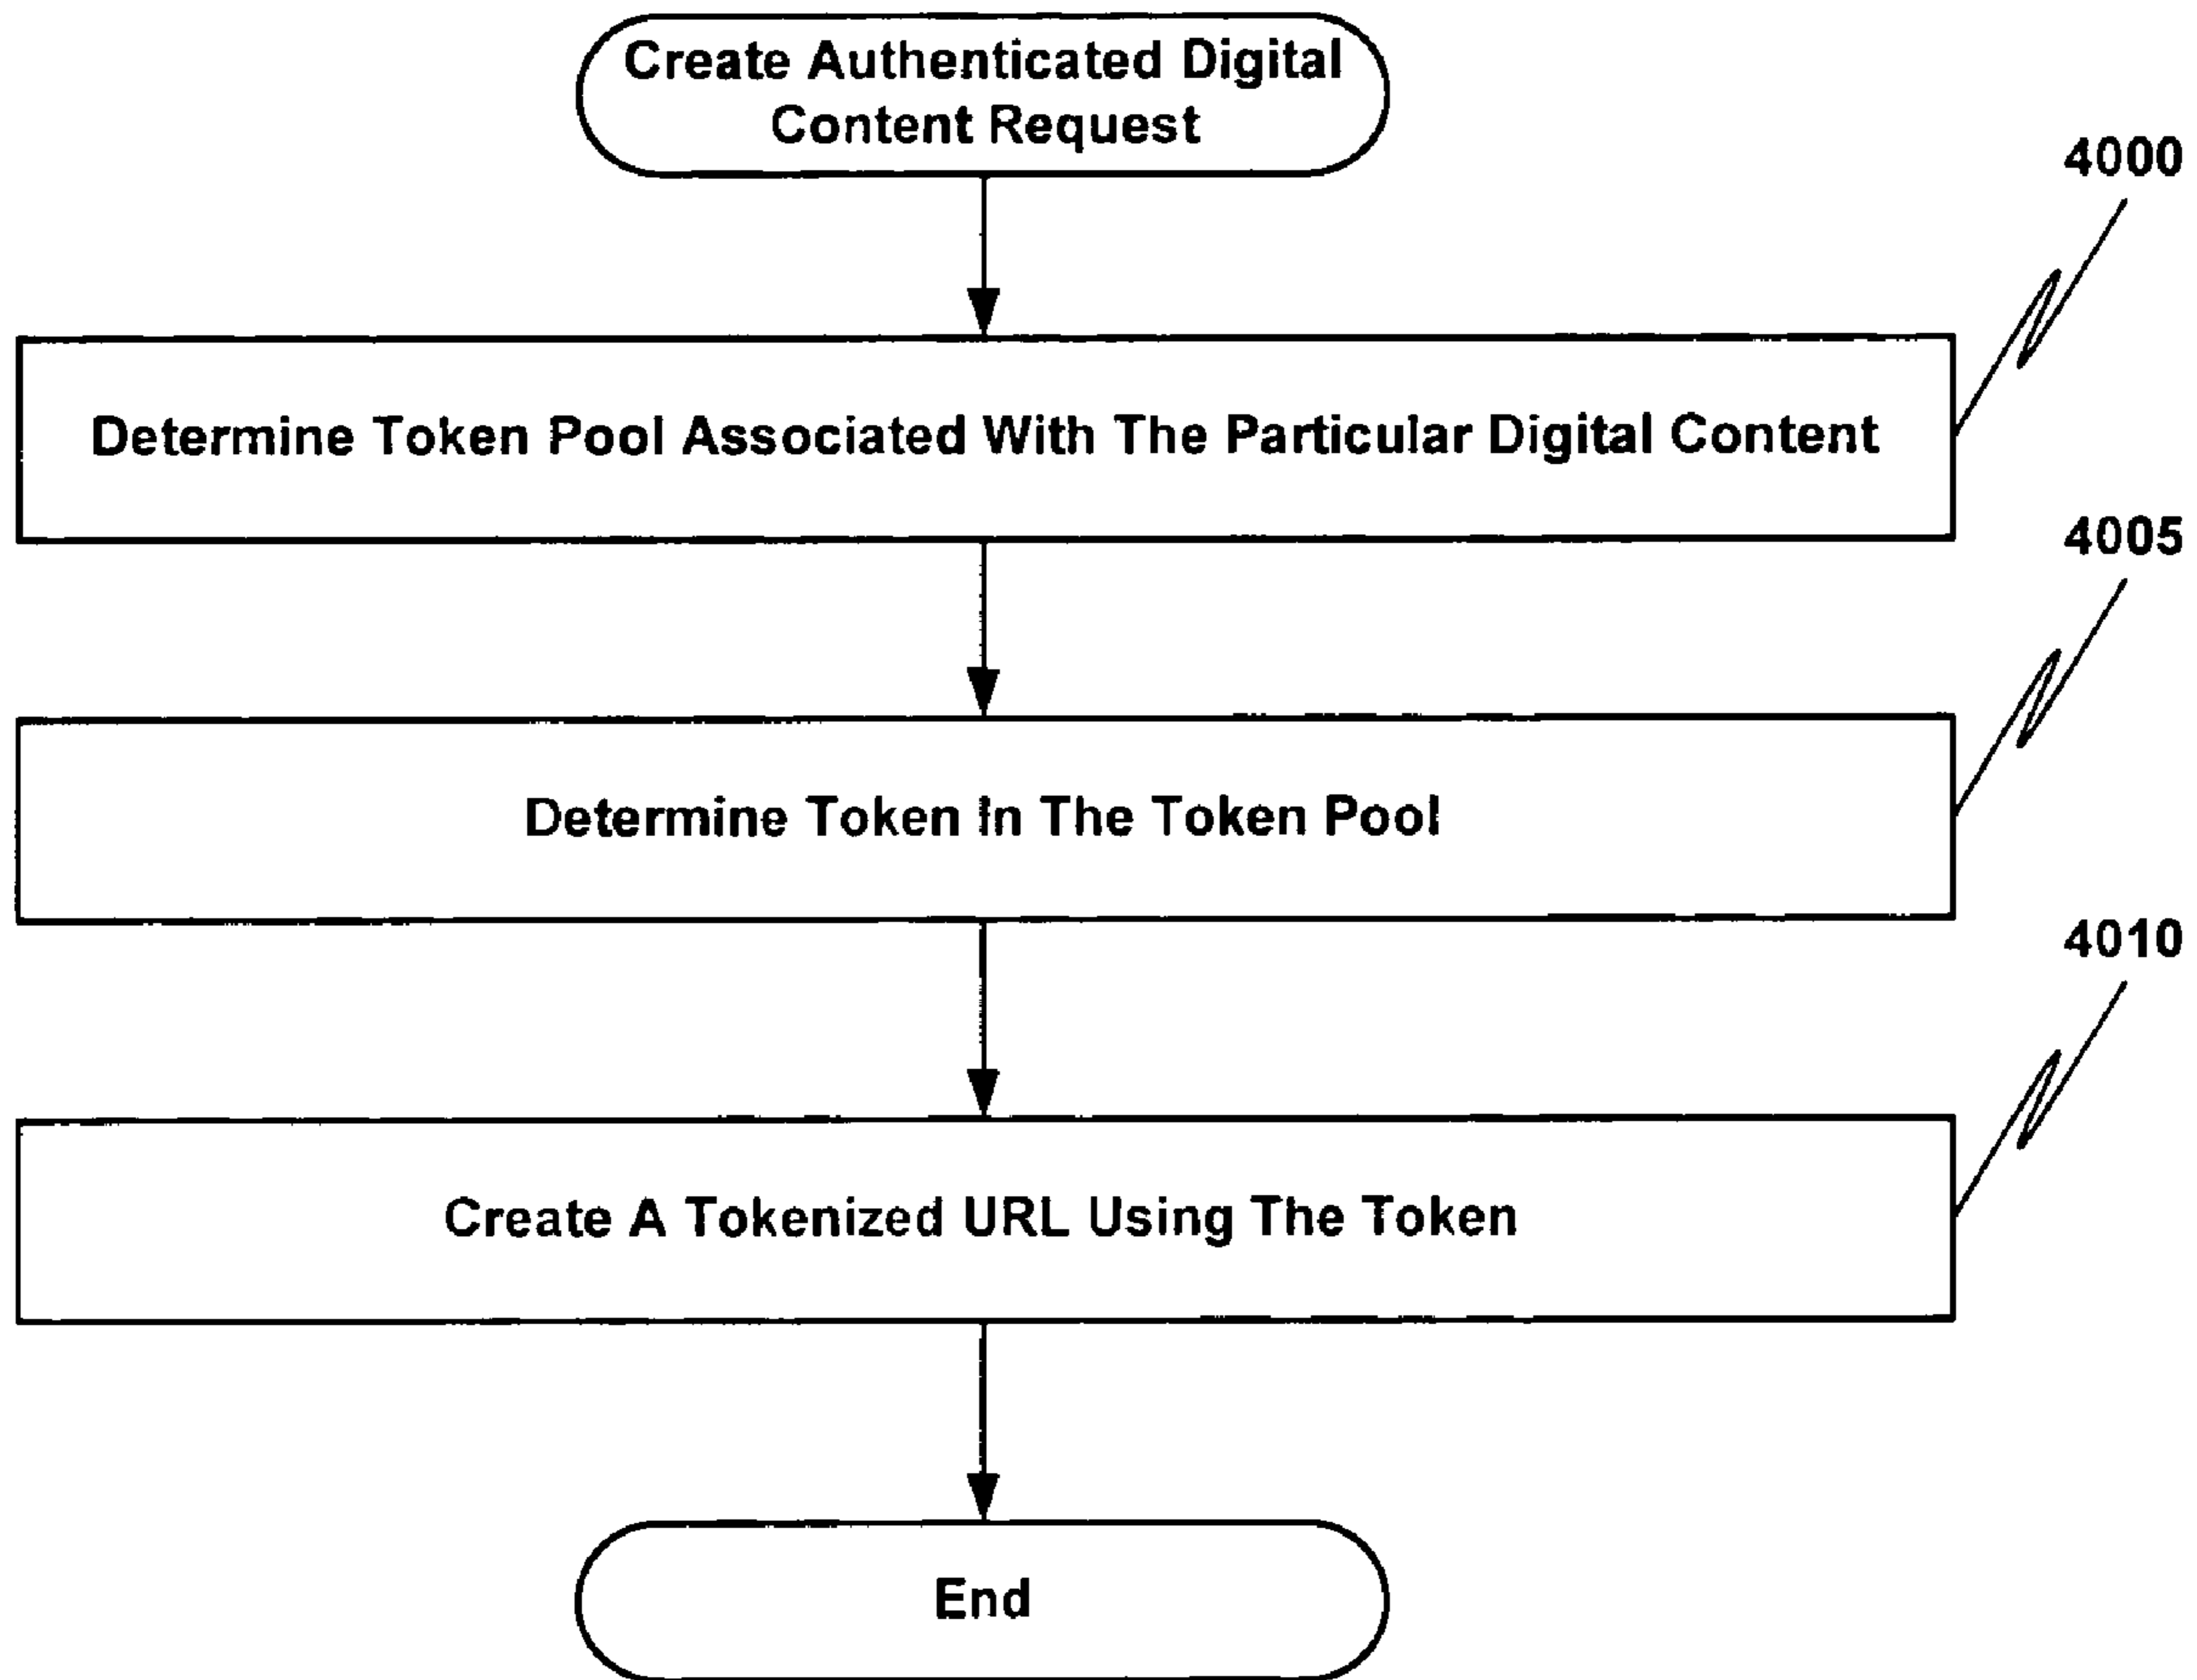 Create Authenticated Digital
Content Request
4000
Determine Token Pool Associated With The Particular Digital Content
4005
Determine Token In The Token Pool
4010
Create A Tokenized URL Using The Token
End